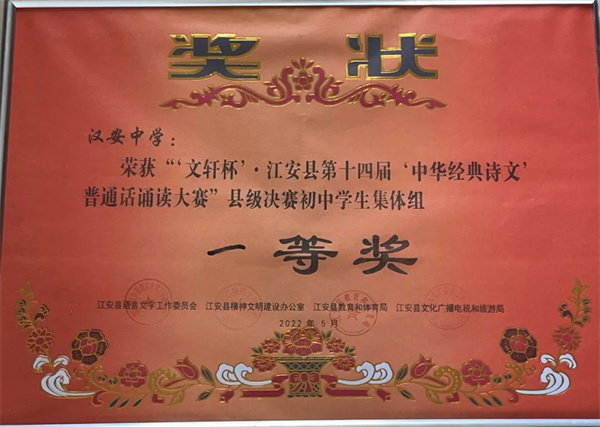 奖状
汉安中学：
荣获“‘文轩杯’·江安县第十四届‘中华经典诗文’
普通话诵读大赛”县级决赛初中学生集体组
一等奖
江安县语言文字工作委员会 江安县精神文明建设办公室 江安县教育和体育局 江安县文化广播电视和旅游局
2022年5月